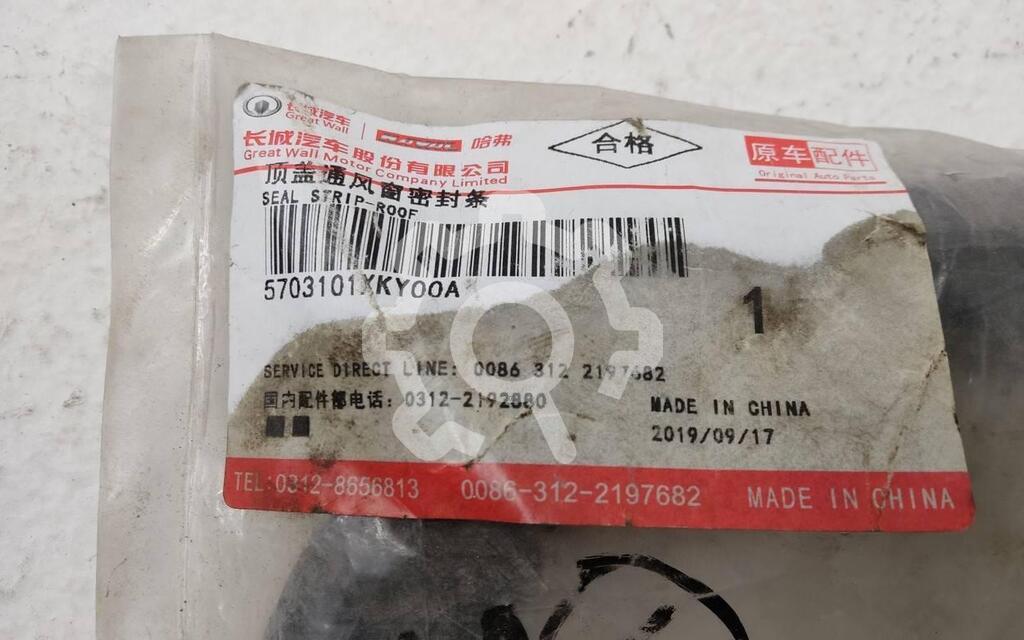 长城汽车
Great Wall
哈弗
长城汽车股份有限公司
Great Wall Motor Company Limited
合格
原车配件
Original Auto Parts
顶盖通风窗密封条
SEAL STRIP-ROOF
5703101XKY00A
1
SERVICE DIRECT LINE: 0086 312 2197682
国内配件部电话: 0312-2192880
MADE IN CHINA
2019/09/17
TEL:0312-8656813 0086-312-2197682 MADE IN CHINA